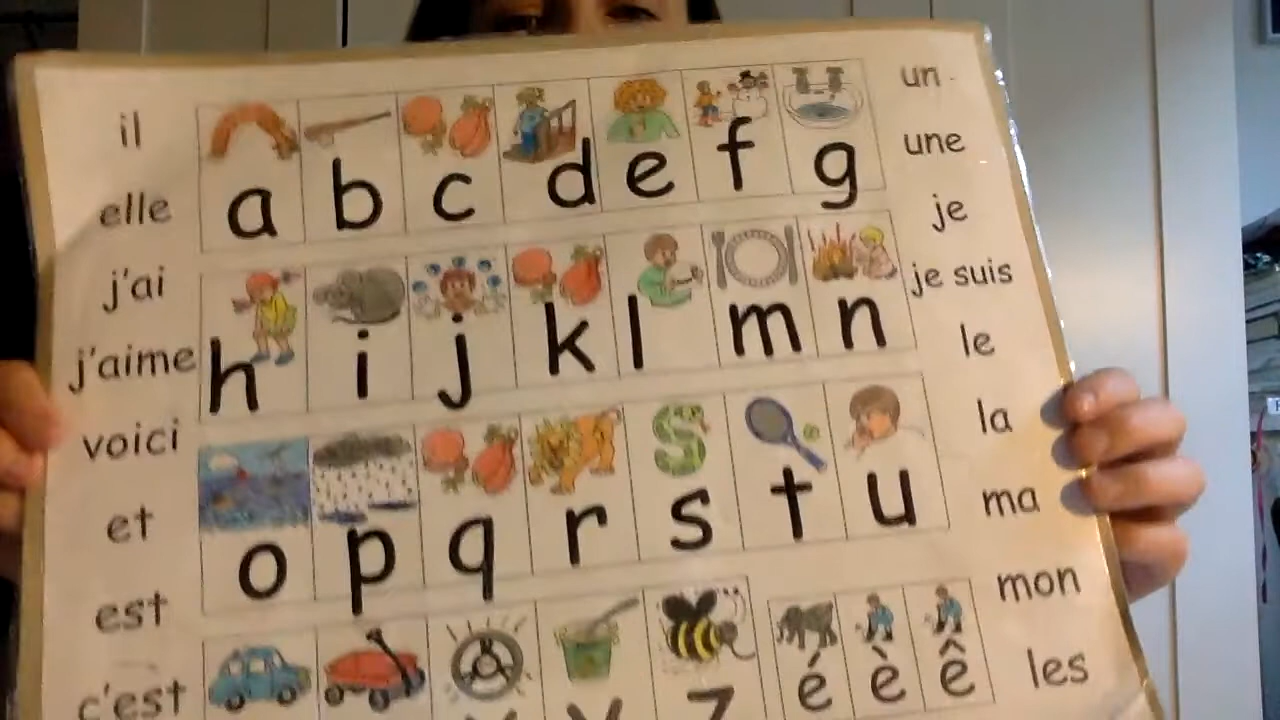 il
elle
j'ai
j'aime
voici
et
est
c'est
a b c d e f g
h i j k l m n
o p q r s t u
z é è ê
un
une
je
je suis
le
la
ma
mon
les